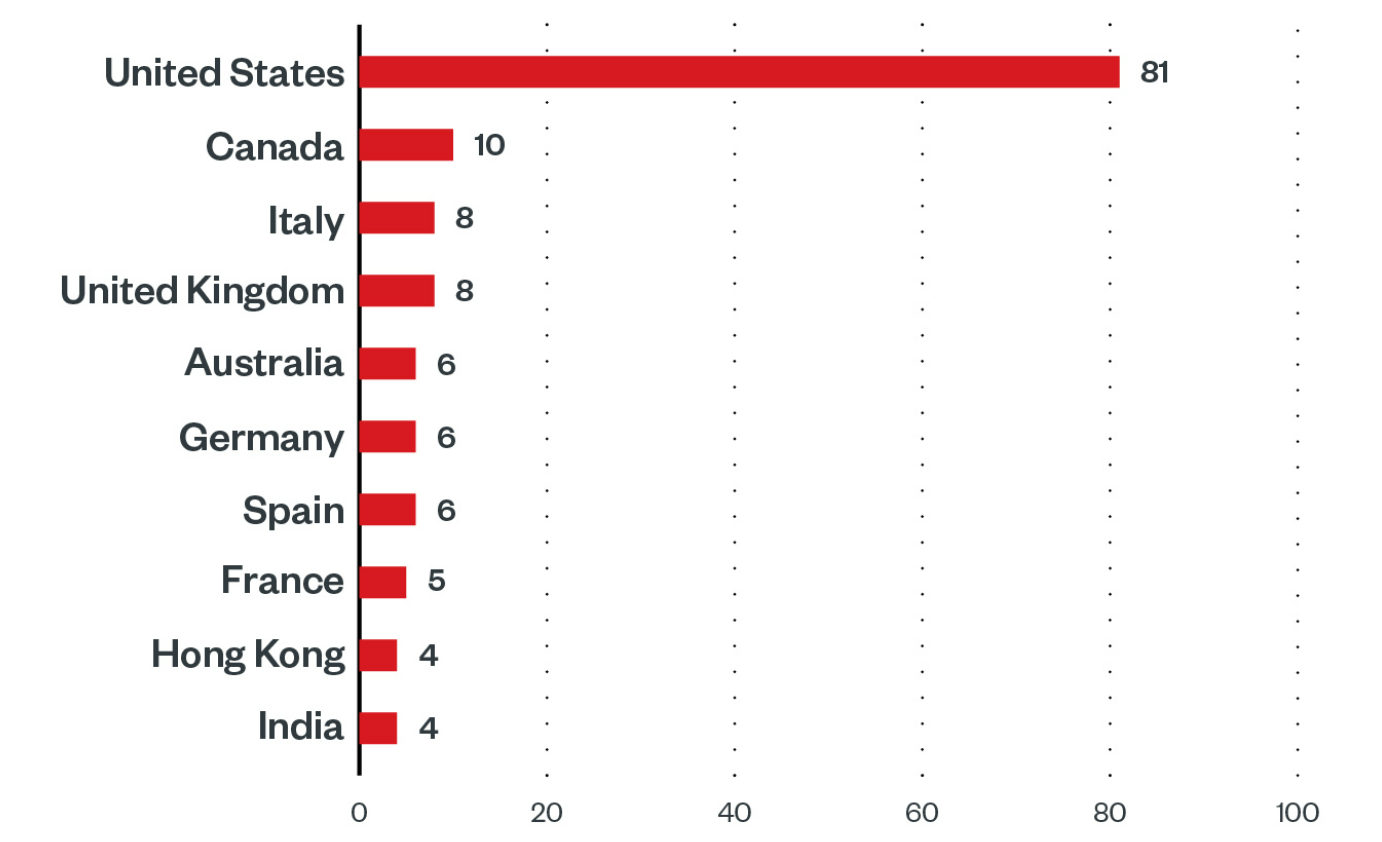 United States 81
Canada 10
Italy 8
United Kingdom 8
Australia 6
Germany 6
Spain 6
France 5
Hong Kong 4
India 4
0 20 40 60 80 100